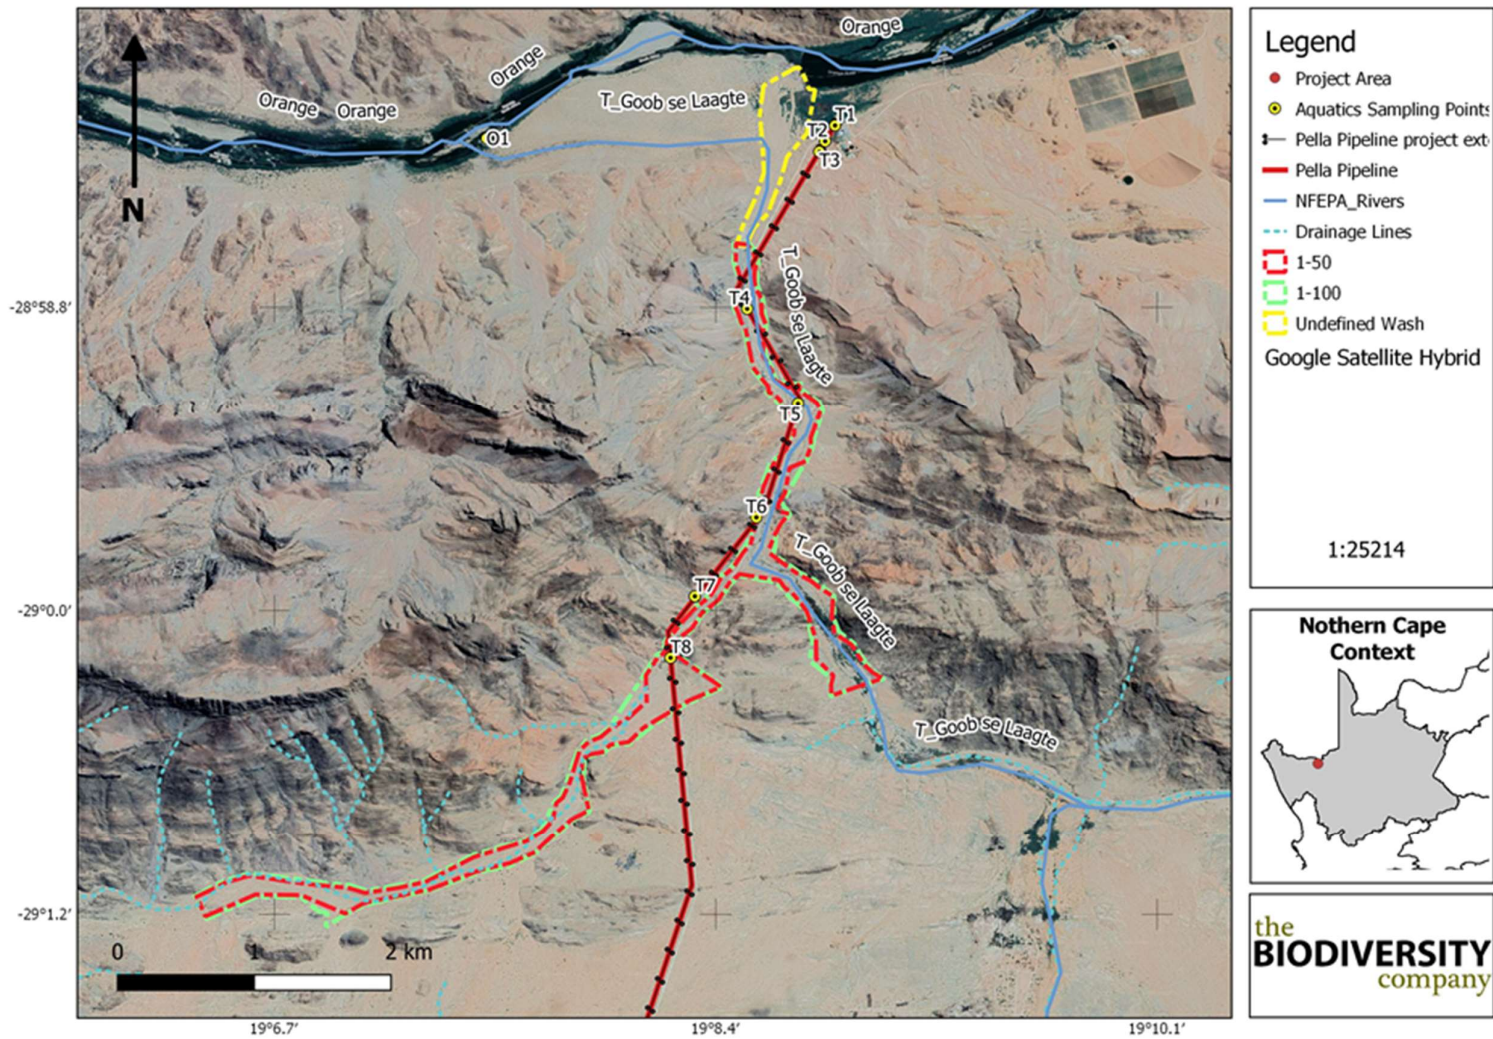 Orange
Orange
Orange
Orange
T_Goob se Laagte
O1
T1
T2
T3
N
T_Goob se Laagte
T4
T5
T6
T_Goob se Laagte
T7
T8
T_Goob se Laagte
-28°58.8'
-29°0.0'
-29°1.2'
0
1
2 km
19°6.7'
19°8.4'
19°10.1'
Legend
Project Area
Aquatics Sampling Points
Pella Pipeline project ext
Pella Pipeline
NFEPA_Rivers
Drainage Lines
1-50
1-100
Undefined Wash
Google Satellite Hybrid
1:25214
Nothern Cape
Context
the
BIODIVERSITY
company